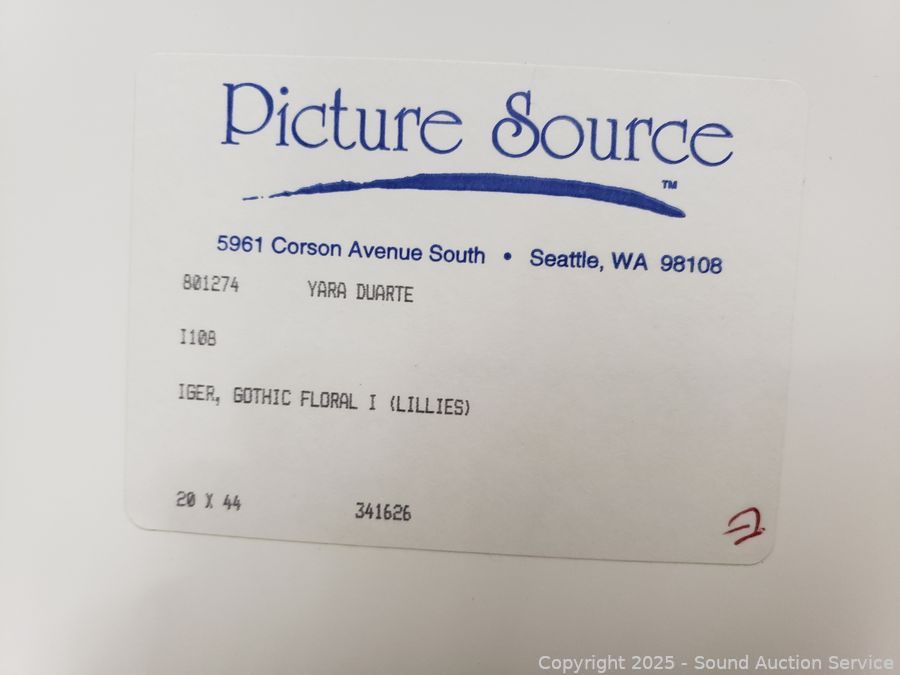 Picture Source
TM
5961 Corson Avenue South • Seattle, WA 98108
801274 YARA DUARTE
I108
IGER, GOTHIC FLORAL I (LILLIES)
20 X 44 341626
Copyright 2025 - Sound Auction Service